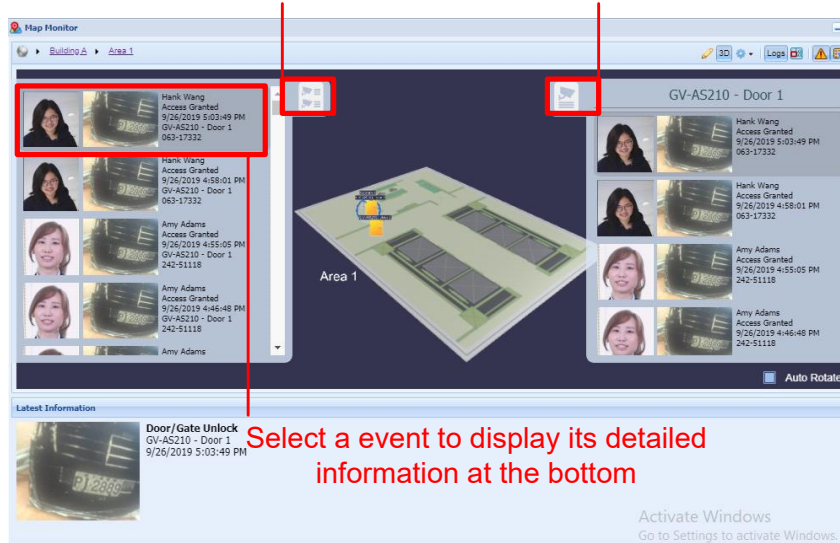 Map Monitor
Building A
Area 1
3D
Logs
Hank Wang
Access Granted
9/26/2019 5:03:49 PM
GV-AS210 - Door 1
063-17332
Hank Wang
Access Granted
9/26/2019 4:58:01 PM
GV-AS210 - Door 1
063-17332
Amy Adams
Access Granted
9/26/2019 4:55:05 PM
GV-AS210 - Door 1
242-51118
Amy Adams
Access Granted
9/26/2019 4:46:48 PM
GV-AS210 - Door 1
242-51118
Amy Adams
Area 1
GV-AS210 - Door 1
Hank Wang
Access Granted
9/26/2019 5:03:49 PM
063-17332
Hank Wang
Access Granted
9/26/2019 4:58:01 PM
063-17332
Amy Adams
Access Granted
9/26/2019 4:55:05 PM
242-51118
Amy Adams
Access Granted
9/26/2019 4:46:48 PM
242-51118
Auto Rotate
Latest Information
Door/Gate Unlock
GV-AS210 - Door 1
9/26/2019 5:03:49 PM
Select a event to display its detailed
information at the bottom
Activate Windows
Go to Settings to activate Windows.